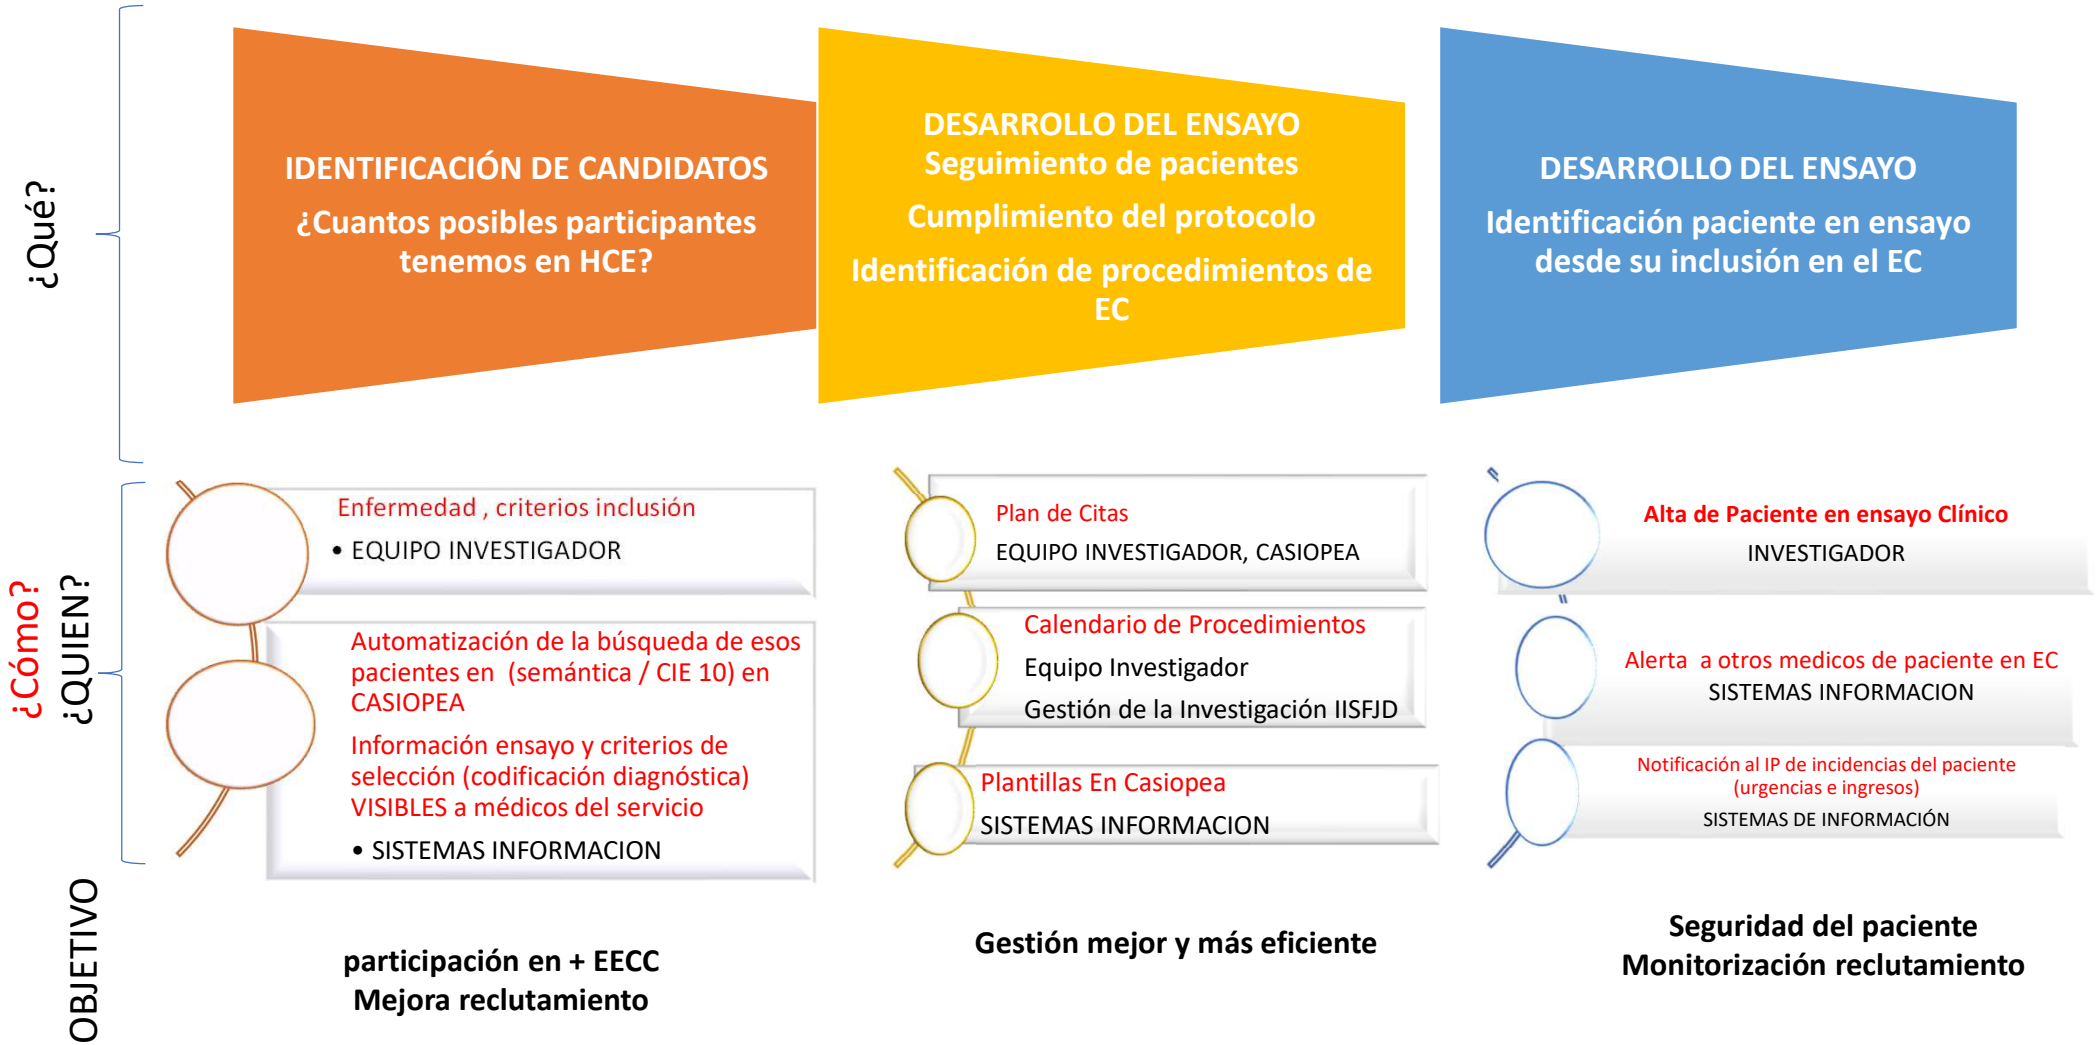 ¿Qué?
IDENTIFICACIÓN DE CANDIDATOS
¿Cuantos posibles participantes
tenemos en HCE?
DESARROLLO DEL ENSAYO
Seguimiento de pacientes
Cumplimiento del protocolo
Identificación de procedimientos de
EC
DESARROLLO DEL ENSAYO
Identificación paciente en ensayo
desde su inclusión en el EC
¿Cómo?
¿QUIEN?
Enfermedad , criterios inclusión
• EQUIPO INVESTIGADOR
Automatización de la búsqueda de esos
pacientes en (semántica / CIE 10) en
CASIOPEA
Información ensayo y criterios de
selección (codificación diagnóstica)
VISIBLES a médicos del servicio
• SISTEMAS INFORMACION
Plan de Citas
EQUIPO INVESTIGADOR, CASIOPEA
Calendario de Procedimientos
Equipo Investigador
Gestión de la Investigación IISFJD
Plantillas En Casiopea
SISTEMAS INFORMACION
Alta de Paciente en ensayo Clínico
INVESTIGADOR
Alerta a otros medicos de paciente en EC
SISTEMAS INFORMACION
Notificación al IP de incidencias del paciente
(urgencias e ingresos)
SISTEMAS DE INFORMACIÓN
OBJETIVO
participación en + EECC
Mejora reclutamiento
Gestión mejor y más eficiente
Seguridad del paciente
Monitorización reclutamiento